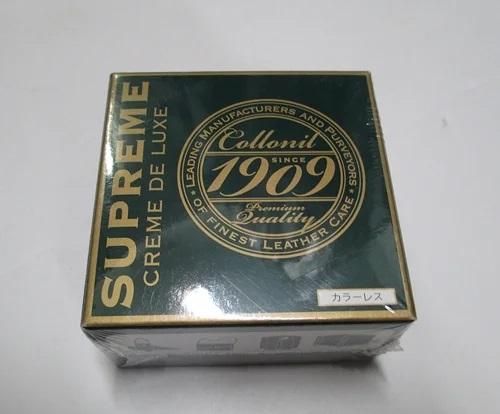 SUPREME
CREME DE LUXE
LEADING MANUFACTURERS AND PURVEYORS
Collonil
SINCE
1909
Premium
Quality
OF FINEST LEATHER CARE
カラーレス